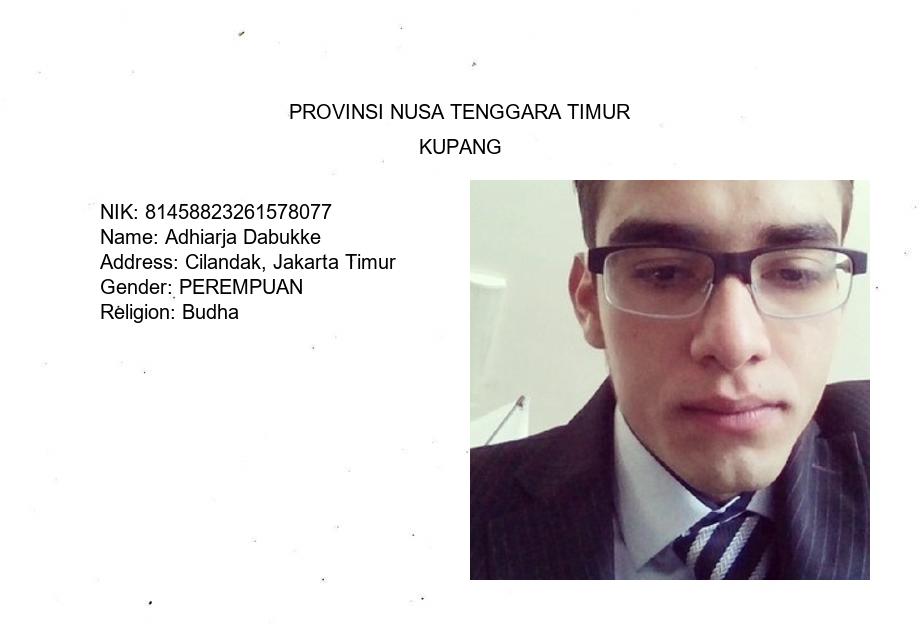 PROVINSI NUSA TENGGARA TIMUR
KUPANG
NIK: 81458823261578077
Name: Adhiarja Dabukke
Address: Cilandak, Jakarta Timur
Gender: PEREMPUAN
Religion: Budha